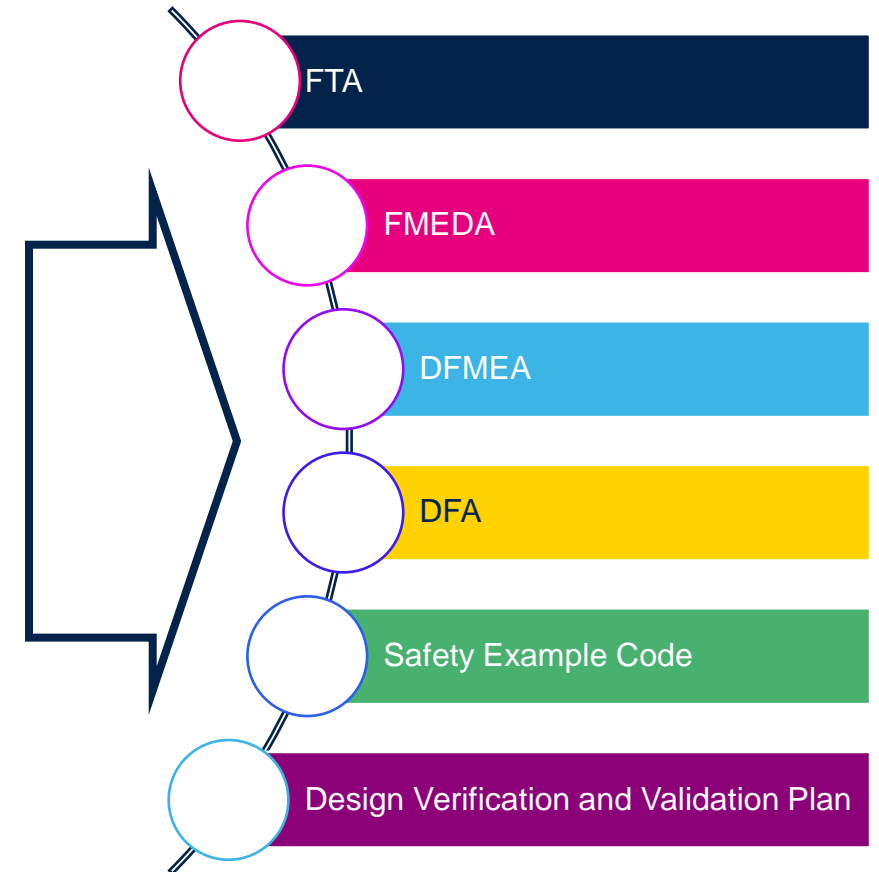 FTA
FMEDA
DFMEA
DFA
Safety Example Code
Design Verification and Validation Plan